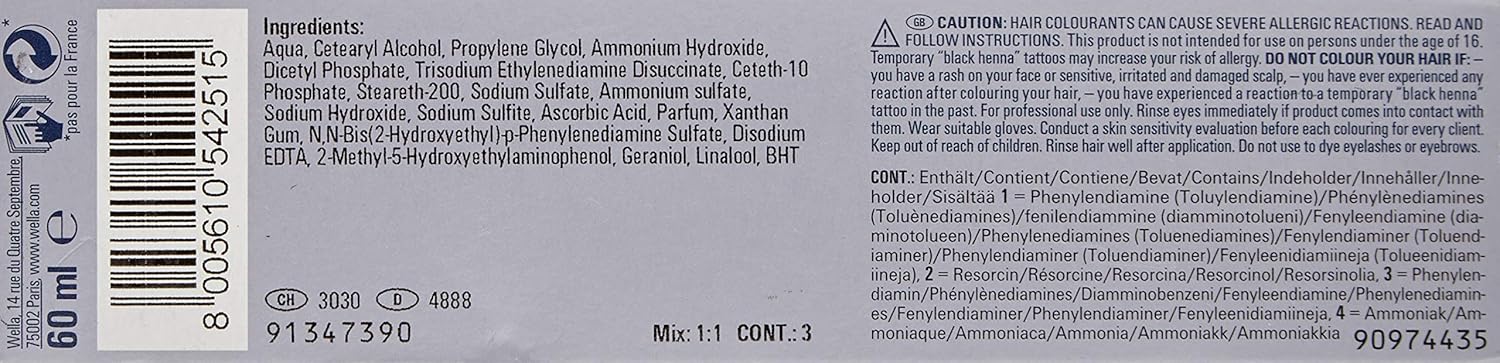 *
*pas pour la France
Wella, 14 rue du Quatre Septembre,
75002 Paris, www.wella.com
60 ml e
8 005610 542515
Ingredients:
Aqua, Cetearyl Alcohol, Propylene Glycol, Ammonium Hydroxide,
Dicetyl Phosphate, Trisodium Ethylenediamine Disuccinate, Ceteth-10
Phosphate, Steareth-200, Sodium Sulfate, Ammonium sulfate,
Sodium Hydroxide, Sodium Sulfite, Ascorbic Acid, Parfum, Xanthan
Gum, N,N-Bis(2-Hydroxyethyl)-p-Phenylenediamine Sulfate, Disodium
EDTA, 2-Methyl-5-Hydroxyethylaminophenol, Geraniol, Linalool, BHT
CH 3030 D 4888
91347390
Mix: 1:1 CONT.: 3
GB CAUTION: HAIR COLOURANTS CAN CAUSE SEVERE ALLERGIC REACTIONS. READ AND
FOLLOW INSTRUCTIONS. This product is not intended for use on persons under the age of 16.
Temporary "black henna" tattoos may increase your risk of allergy. DO NOT COLOUR YOUR HAIR IF: –
you have a rash on your face or sensitive, irritated and damaged scalp, – you have ever experienced any
reaction after colouring your hair, – you have experienced a reaction to a temporary "black henna"
tattoo in the past. For professional use only. Rinse eyes immediately if product comes into contact with
them. Wear suitable gloves. Conduct a skin sensitivity evaluation before each colouring for every client.
Keep out of reach of children. Rinse hair well after application. Do not use to dye eyelashes or eyebrows.
CONT.: Enthält/Contient/Contiene/Bevat/Contains/Indeholder/Innehåller/Inne-
holder/Sisältää 1 = Phenylendiamine (Toluylendiamine)/Phénylènediamines
(Toluènediamines)/fenilendiammine (diamminotolueni)/Fenyleendiamine (dia-
minotolueen)/Phenylenediamines (Toluenediamines)/Fenylendiaminer (Toluend-
iaminer)/Phenylendiaminer (Toluendiaminer)/Fenyleenidiamiineja (Tolueenidiam-
iineja), 2 = Resorcin/Résorcine/Resorcina/Resorcinol/Resorsinolia, 3 = Phenylen-
diamin/Phénylènediamines/Diamminobenzeni/Fenyleendiamine/Phenylenediamin-
es/Fenylendiaminer/Phenylendiaminer/Fenyleenidiamiineja, 4 = Ammoniak/Am-
moniaque/Ammoniaca/Ammonia/Ammoniakk/Ammoniakkia
90974435